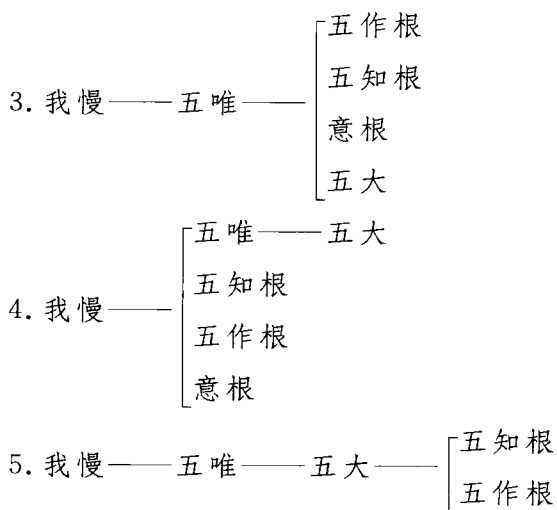 五作根
五知根
3. 我慢——五唯——
意根
五大
五唯——五大
五知根
4. 我慢——
五作根
意根
5. 我慢——五唯——五大——五知根
五作根